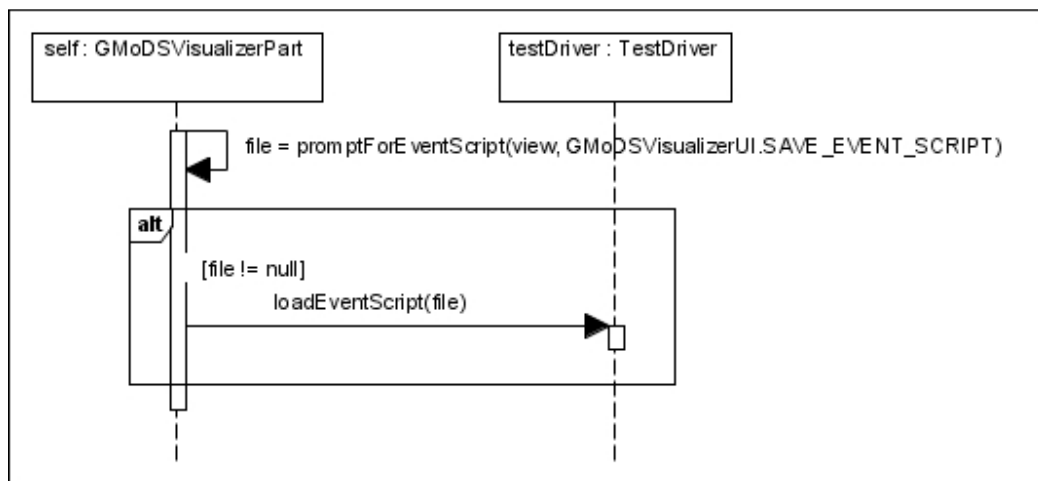 self : GMoDSVisualizerPart
testDriver : TestDriver
file = promptForEventScript(view, GMoDSVisualizerUI.SAVE_EVENT_SCRIPT)
alt
[file != null]
loadEventScript(file)